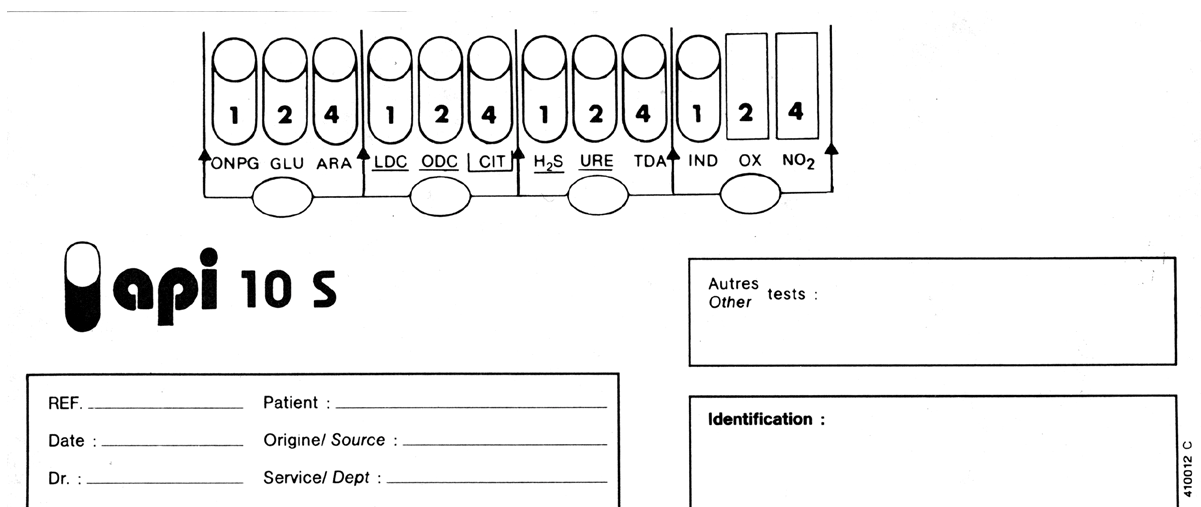 1 2 4 1 2 4 1 2 4 1 2 4
ONPG GLU ARA LDC ODC CIT H₂S URE TDA IND OX NO₂
api 10 S
Autres
Other tests :
REF. Patient :
Date : Origine/ Source :
Dr. : Service/ Dept :
Identification :
410012 C